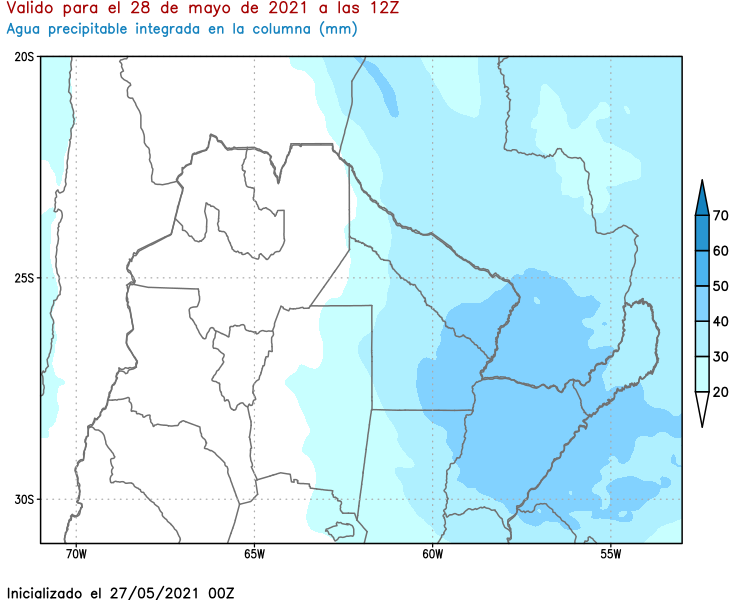 Valido para el 28 de mayo de 2021 a las 12Z
Agua precipitable integrada en la columna (mm)
20S
25S
30S
70W
65W
60W
55W
70
60
50
40
30
20
Inicializado el 27/05/2021 00Z